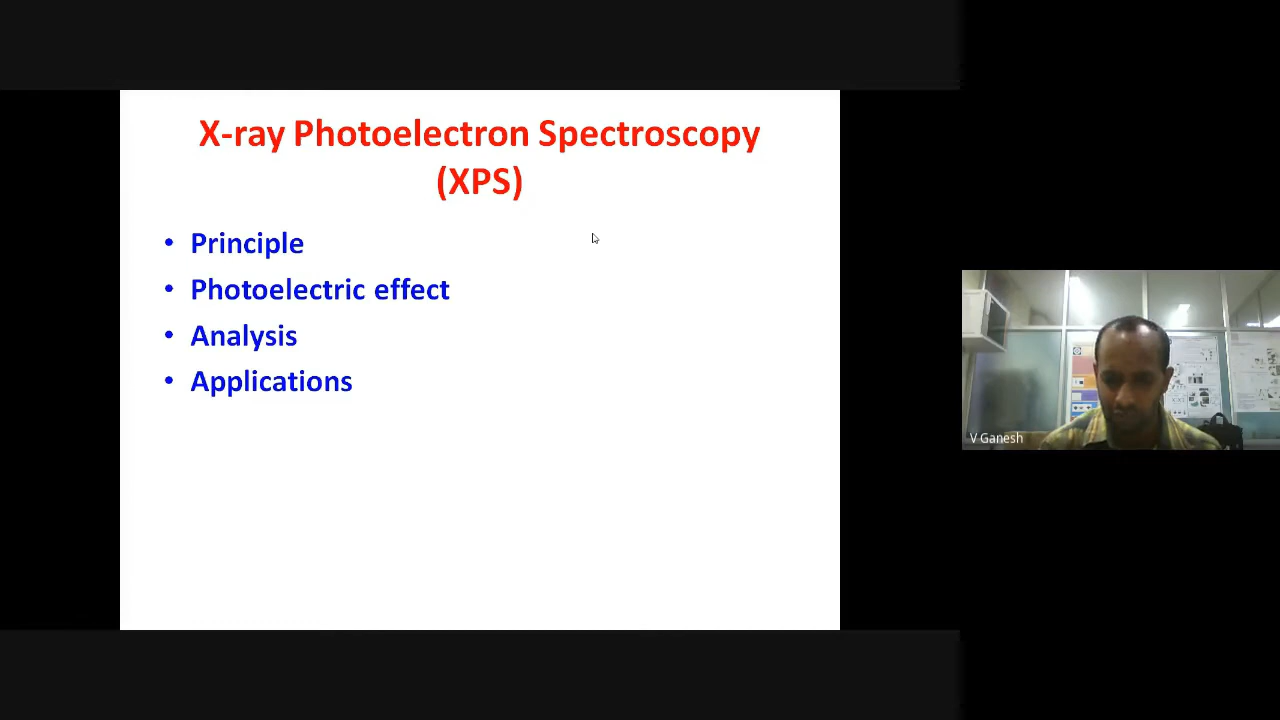 X-ray Photoelectron Spectroscopy
(XPS)
• Principle
• Photoelectric effect
• Analysis
• Applications
V Ganesh